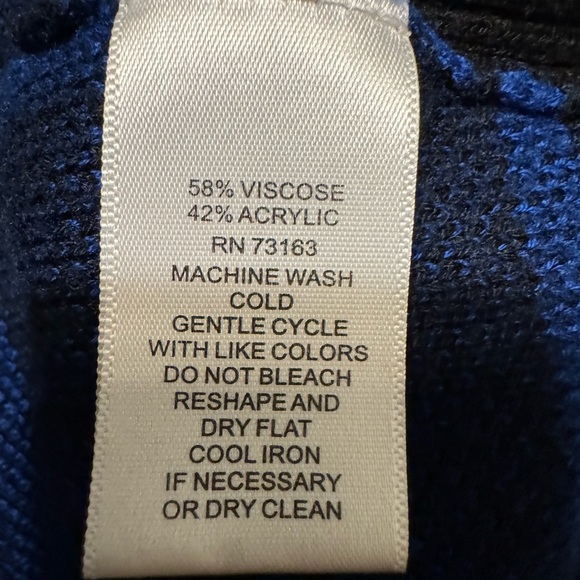 58% VISCOSE
42% ACRYLIC
RN 73163
MACHINE WASH
COLD
GENTLE CYCLE
WITH LIKE COLORS
DO NOT BLEACH
RESHAPE AND
DRY FLAT
COOL IRON
IF NECESSARY
OR DRY CLEAN